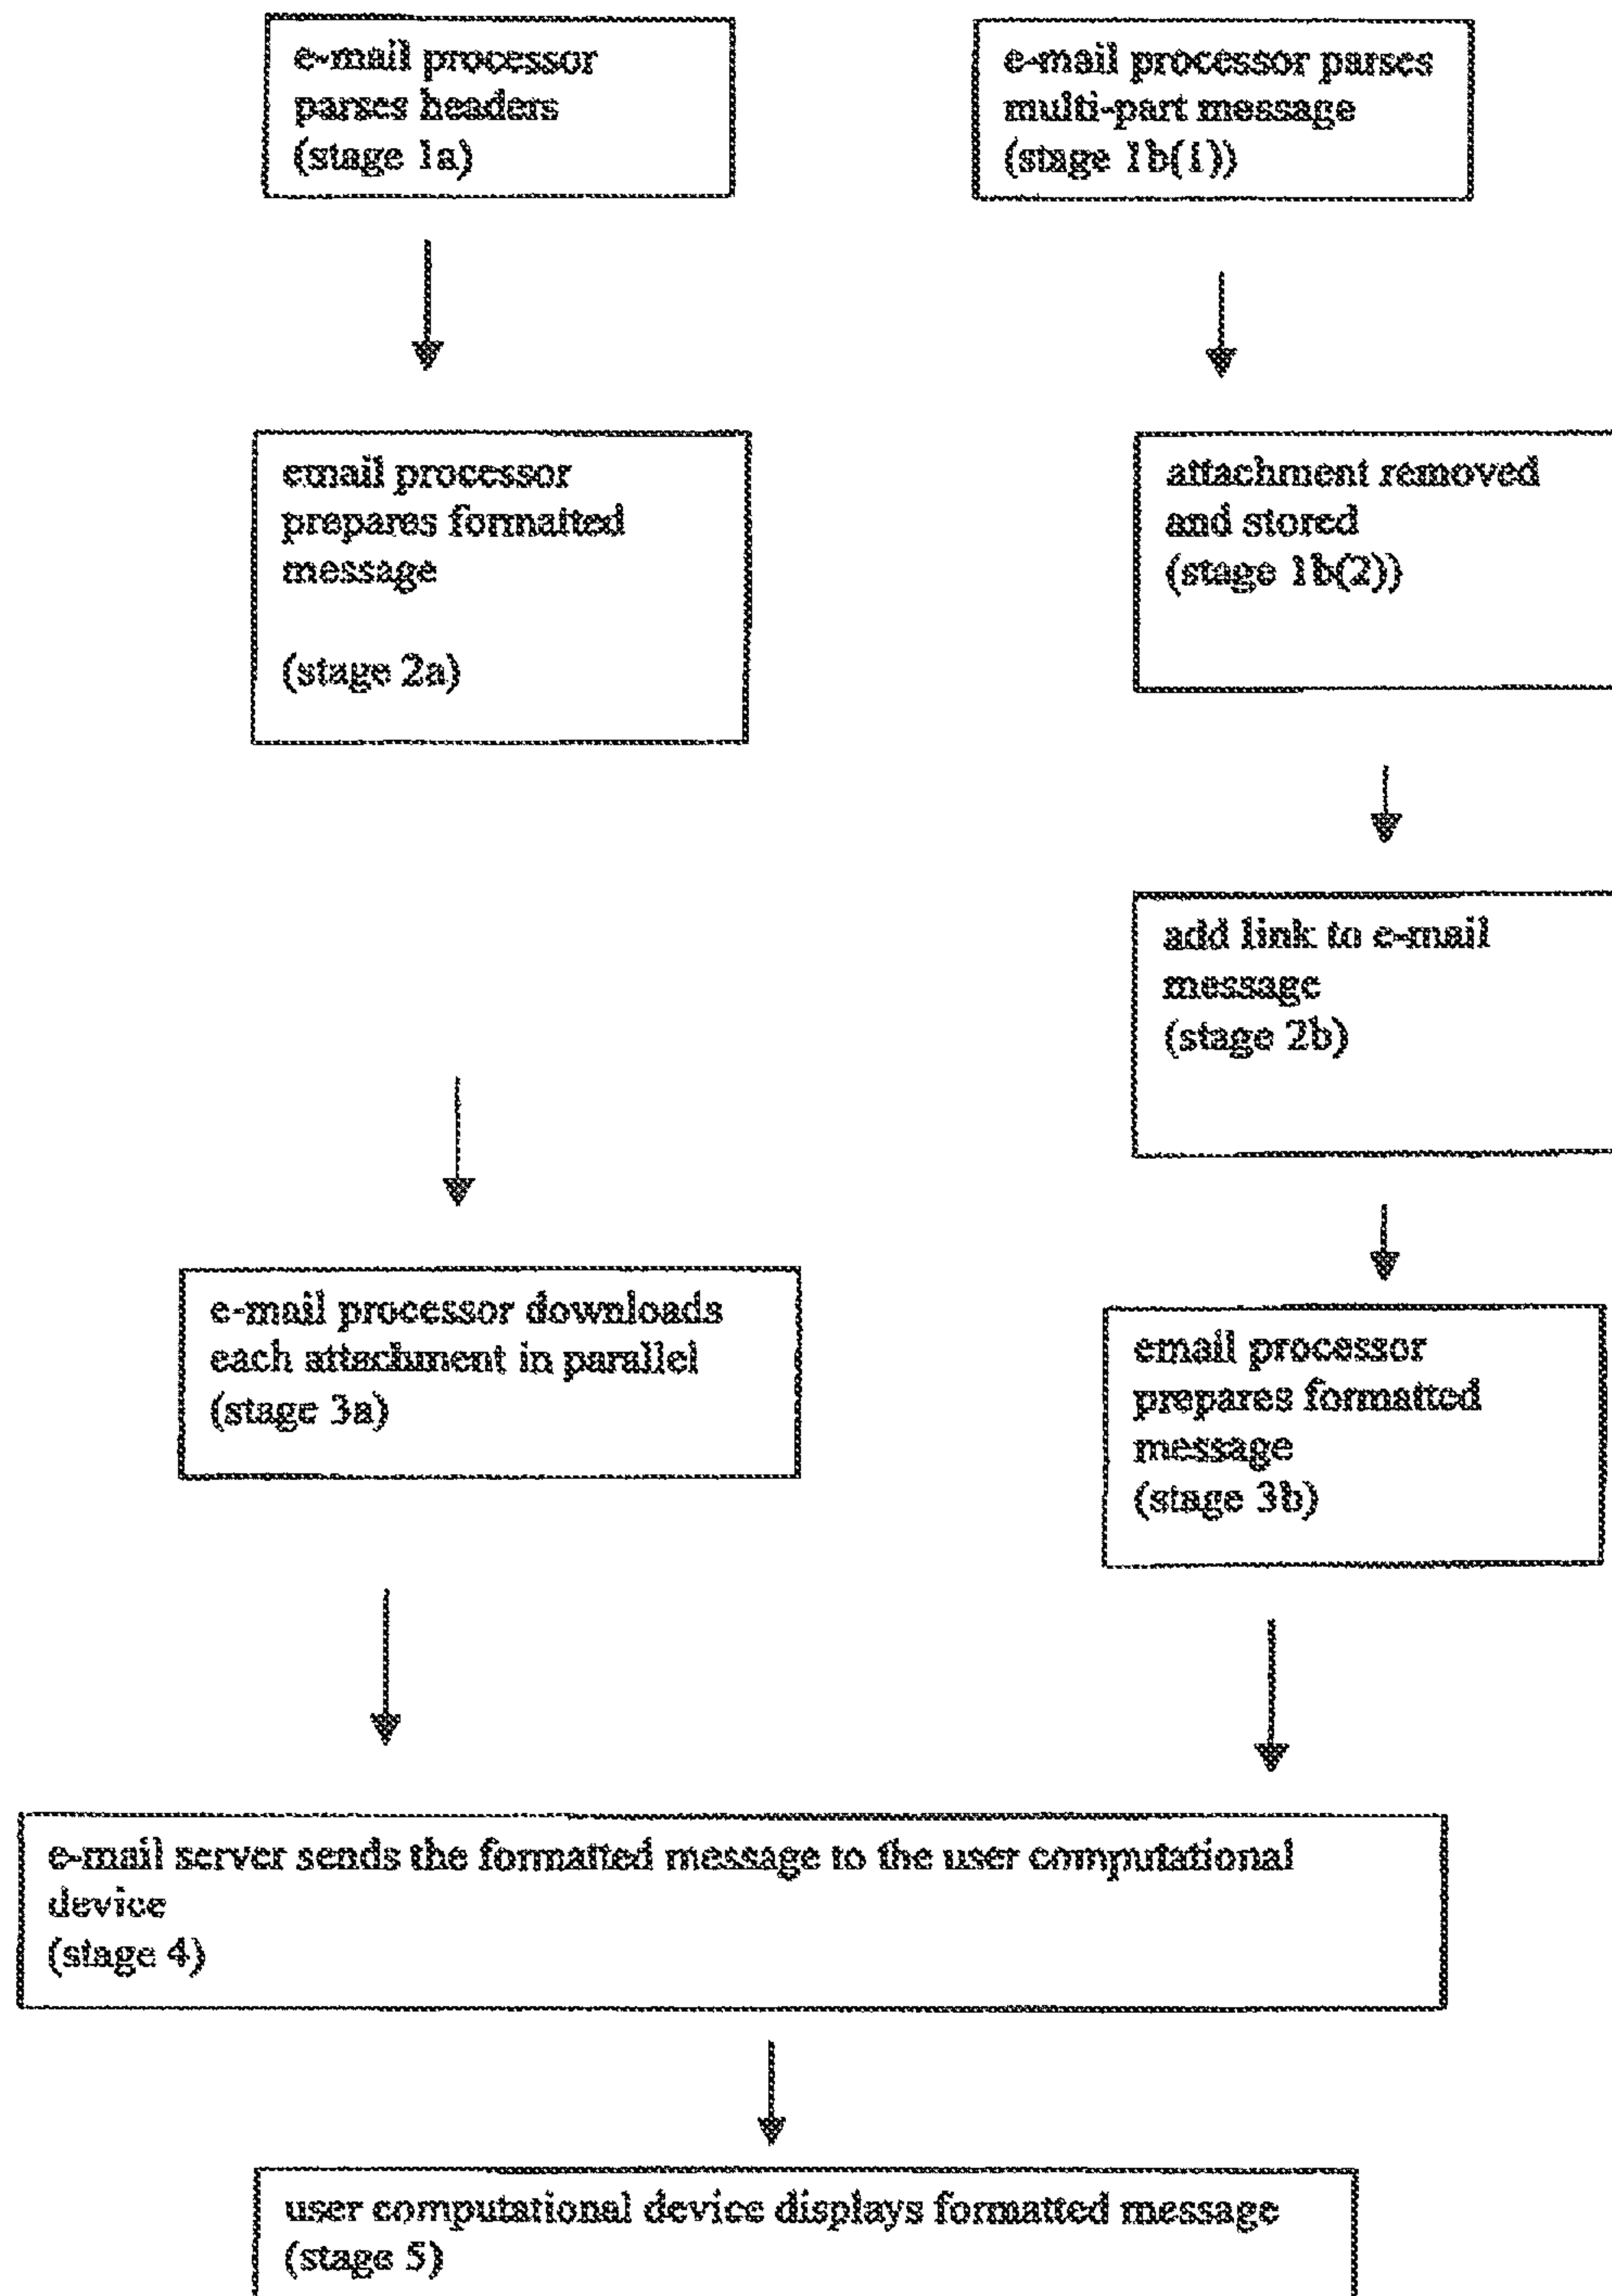 e-mail processor
parses headers
(stage 1a)
e-mail processor parses
multi-part message
(stage 1b(1))
email processor
prepares formatted
message
(stage 2a)
attachment removed
and stored
(stage 1b(2))
add link to e-mail
message
(stage 2b)
e-mail processor downloads
each attachment in parallel
(stage 3a)
email processor
prepares formatted
message
(stage 3b)
e-mail server sends the formatted message to the user computational
device
(stage 4)
user computational device displays formatted message
(stage 5)